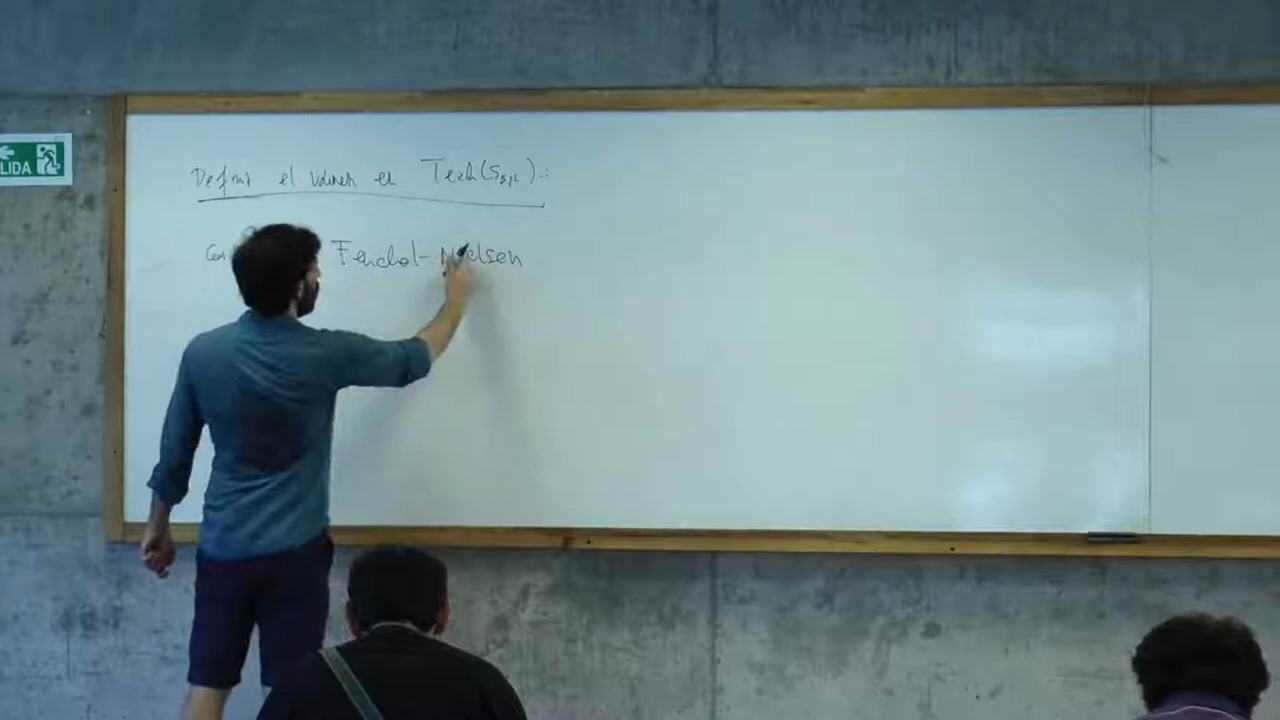 LIDA
Definir el volumen en Teich(S_{g,n}):
Fenchel-Nielsen